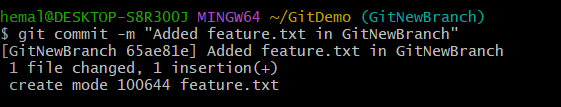 hemal@DESKTOP-S8R3OOJ MINGW64 ~/GitDemo (GitNewBranch)
$ git commit -m "Added feature.txt in GitNewBranch"
[GitNewBranch 65ae81e] Added feature.txt in GitNewBranch
 1 file changed, 1 insertion(+)
 create mode 100644 feature.txt